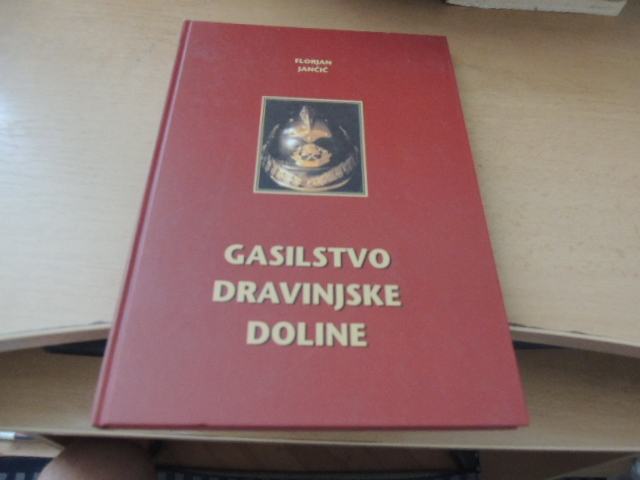 FLORJAN
JANČIČ
GASILSTVO
DRAVINJSKE
DOLINE